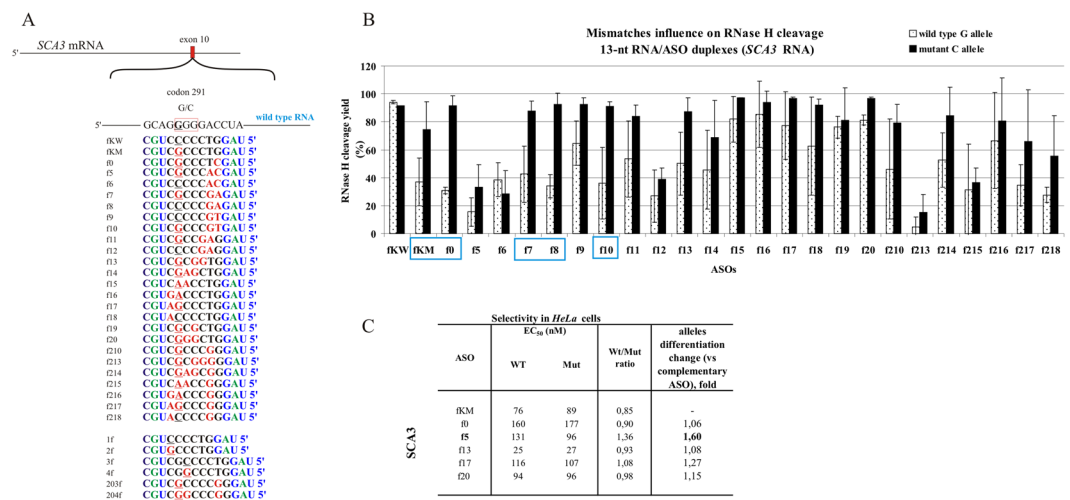 A
SCA3 mRNA
exon 10
5'
codon 291
G/C
wild type RNA
5' GCAGGGGGACCUA
fKW CGUCCCCCTGGAU 5'
fKM CGUCGCCCTGGAU 5'
f0 CGUCGCCCTCGAU 5'
f5 CGUCGCCCACGAU 5'
f6 CGUCCCCCACGAU 5'
f7 CGUCGCCCGAGAU 5'
f8 CGUCCCCCGAGAU 5'
f9 CGUCCCCCGTGAU 5'
f10 CGUCGCCCGTGAU 5'
f11 CGUCGCCGAGGAU 5'
f12 CGUCCCCGAGGAU 5'
f13 CGUCGCGGTGGAU 5'
f14 CGUCGAGCTGGAU 5'
f15 CGUCAACCTGGAU 5'
f16 CGUGACCCTGGAU 5'
f17 CGUAGCCCTGGAU 5'
f18 CGUACCCCTGGAU 5'
f19 CGUCGCGCTGGAU 5'
f20 CGUCGGGCTGGAU 5'
f210 CGUCGCCCGGGAU 5'
f213 CGUCGCGGGGGAU 5'
f214 CGUCGAGCGGGAU 5'
f215 CGUCAACCGGGAU 5'
f216 CGUGACCCGGGAU 5'
f217 CGUAGCCCGGGAU 5'
f218 CGUACCCCGGGAU 5'
1f CGUCCCCTGGAU 5'
2f CGUGCCCTGGAU 5'
3f CGUCGCCCCTGGAU 5'
4f CGUCGGCCCTGGAU 5'
203f CGUCGCCCCGGGAU 5'
204f CGUCGGCCCGGGAU 5'
B
Mismatches influence on RNase H cleavage
13-nt RNA/ASO duplexes (SCA3 RNA)
wild type G allele
mutant C allele
RNase H cleavage yield
(%)
120
100
80
60
40
20
0
fKW fKM f0 f5 f6 f7 f8 f9 f10 f11 f12 f13 f14 f15 f16 f17 f18 f19 f20 f210 f213 f214 f215 f216 f217 f218
ASOs
C
Selectivity in HeLa cells
SCA3
ASO EC50 (nM) Wt/Mut ratio alleles differentiation change (vs complementary ASO), fold
WT Mut
fKM 76 89 0,85 -
f0 160 177 0,90 1,06
f5 131 96 1,36 1,60
f13 25 27 0,93 1,08
f17 116 107 1,08 1,27
f20 94 96 0,98 1,15